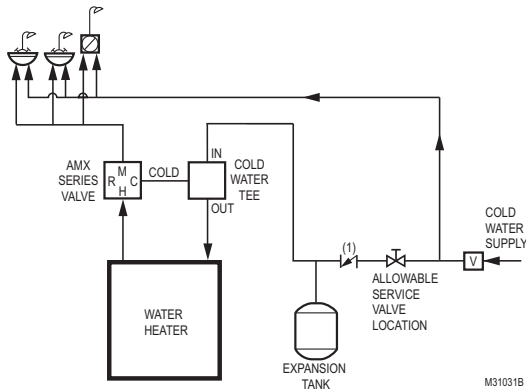 IN
AMX
SERIES
VALVE
M
R
C
H
COLD
COLD
WATER
TEE
OUT
(1)
COLD
WATER
SUPPLY
V
ALLOWABLE
SERVICE
VALVE
LOCATION
WATER
HEATER
EXPANSION
TANK
M31031B